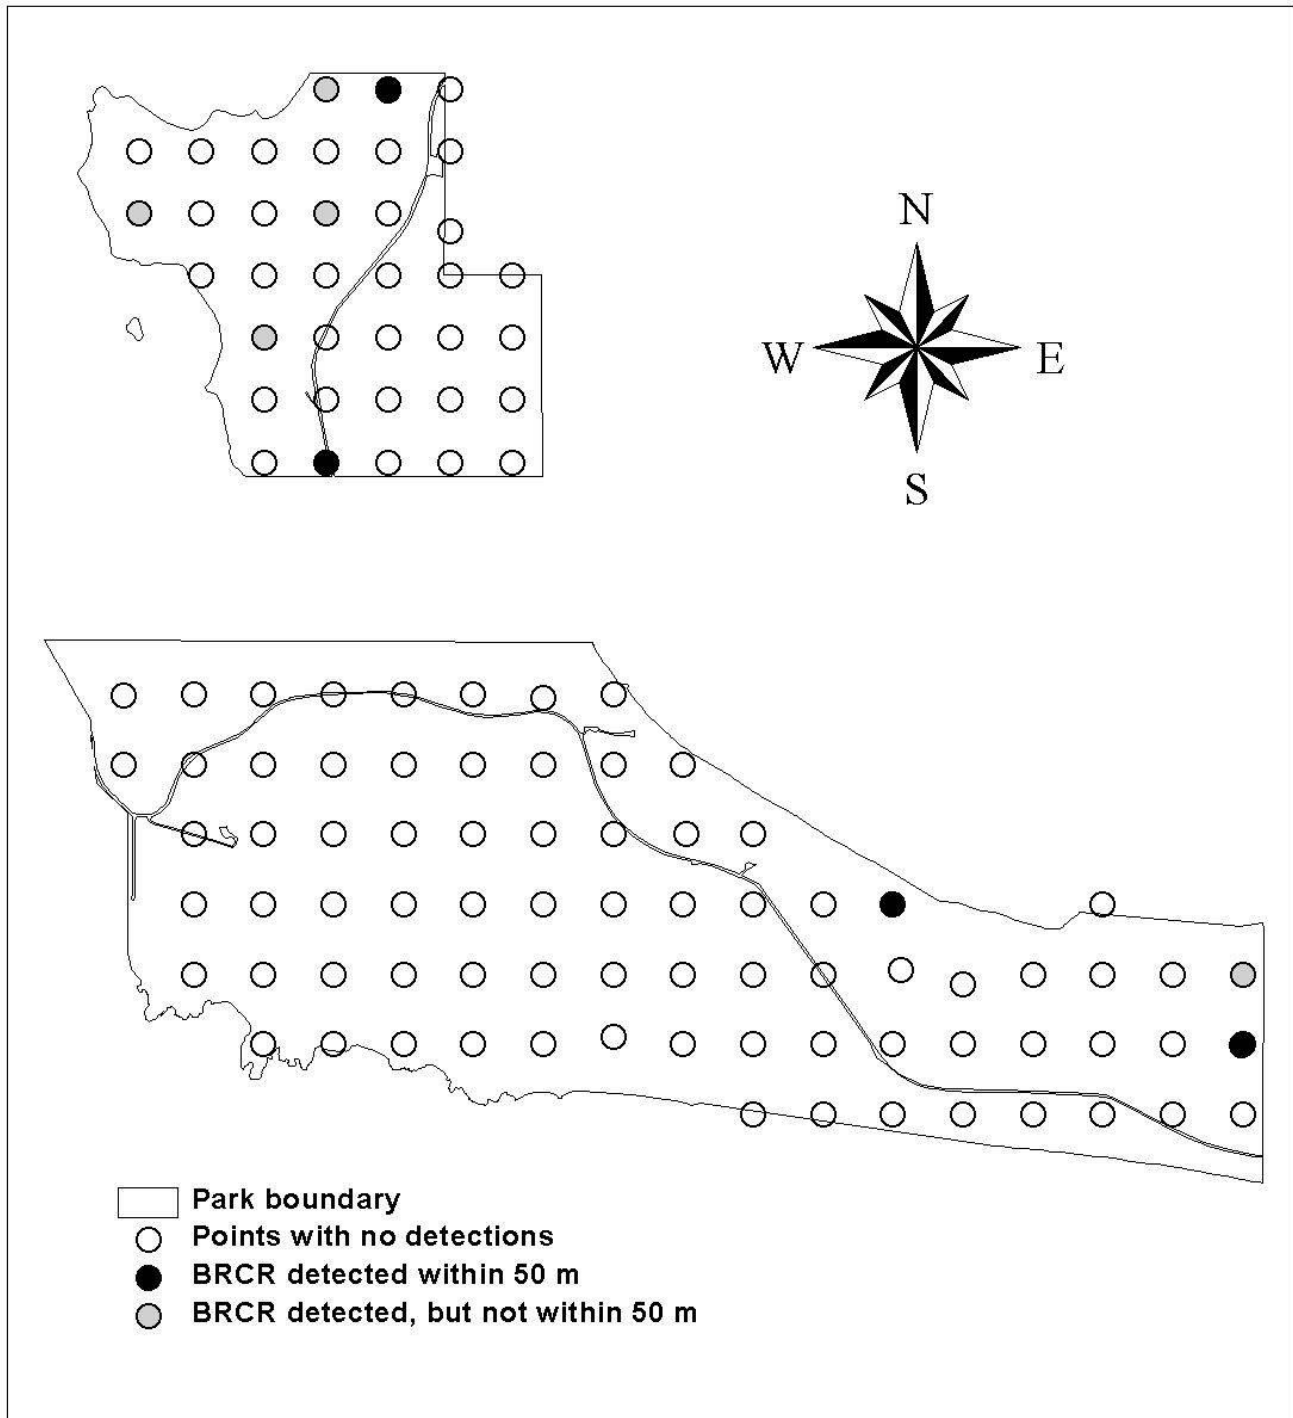 N
W E
S
Park boundary
Points with no detections
BRCR detected within 50 m
BRCR detected, but not within 50 m